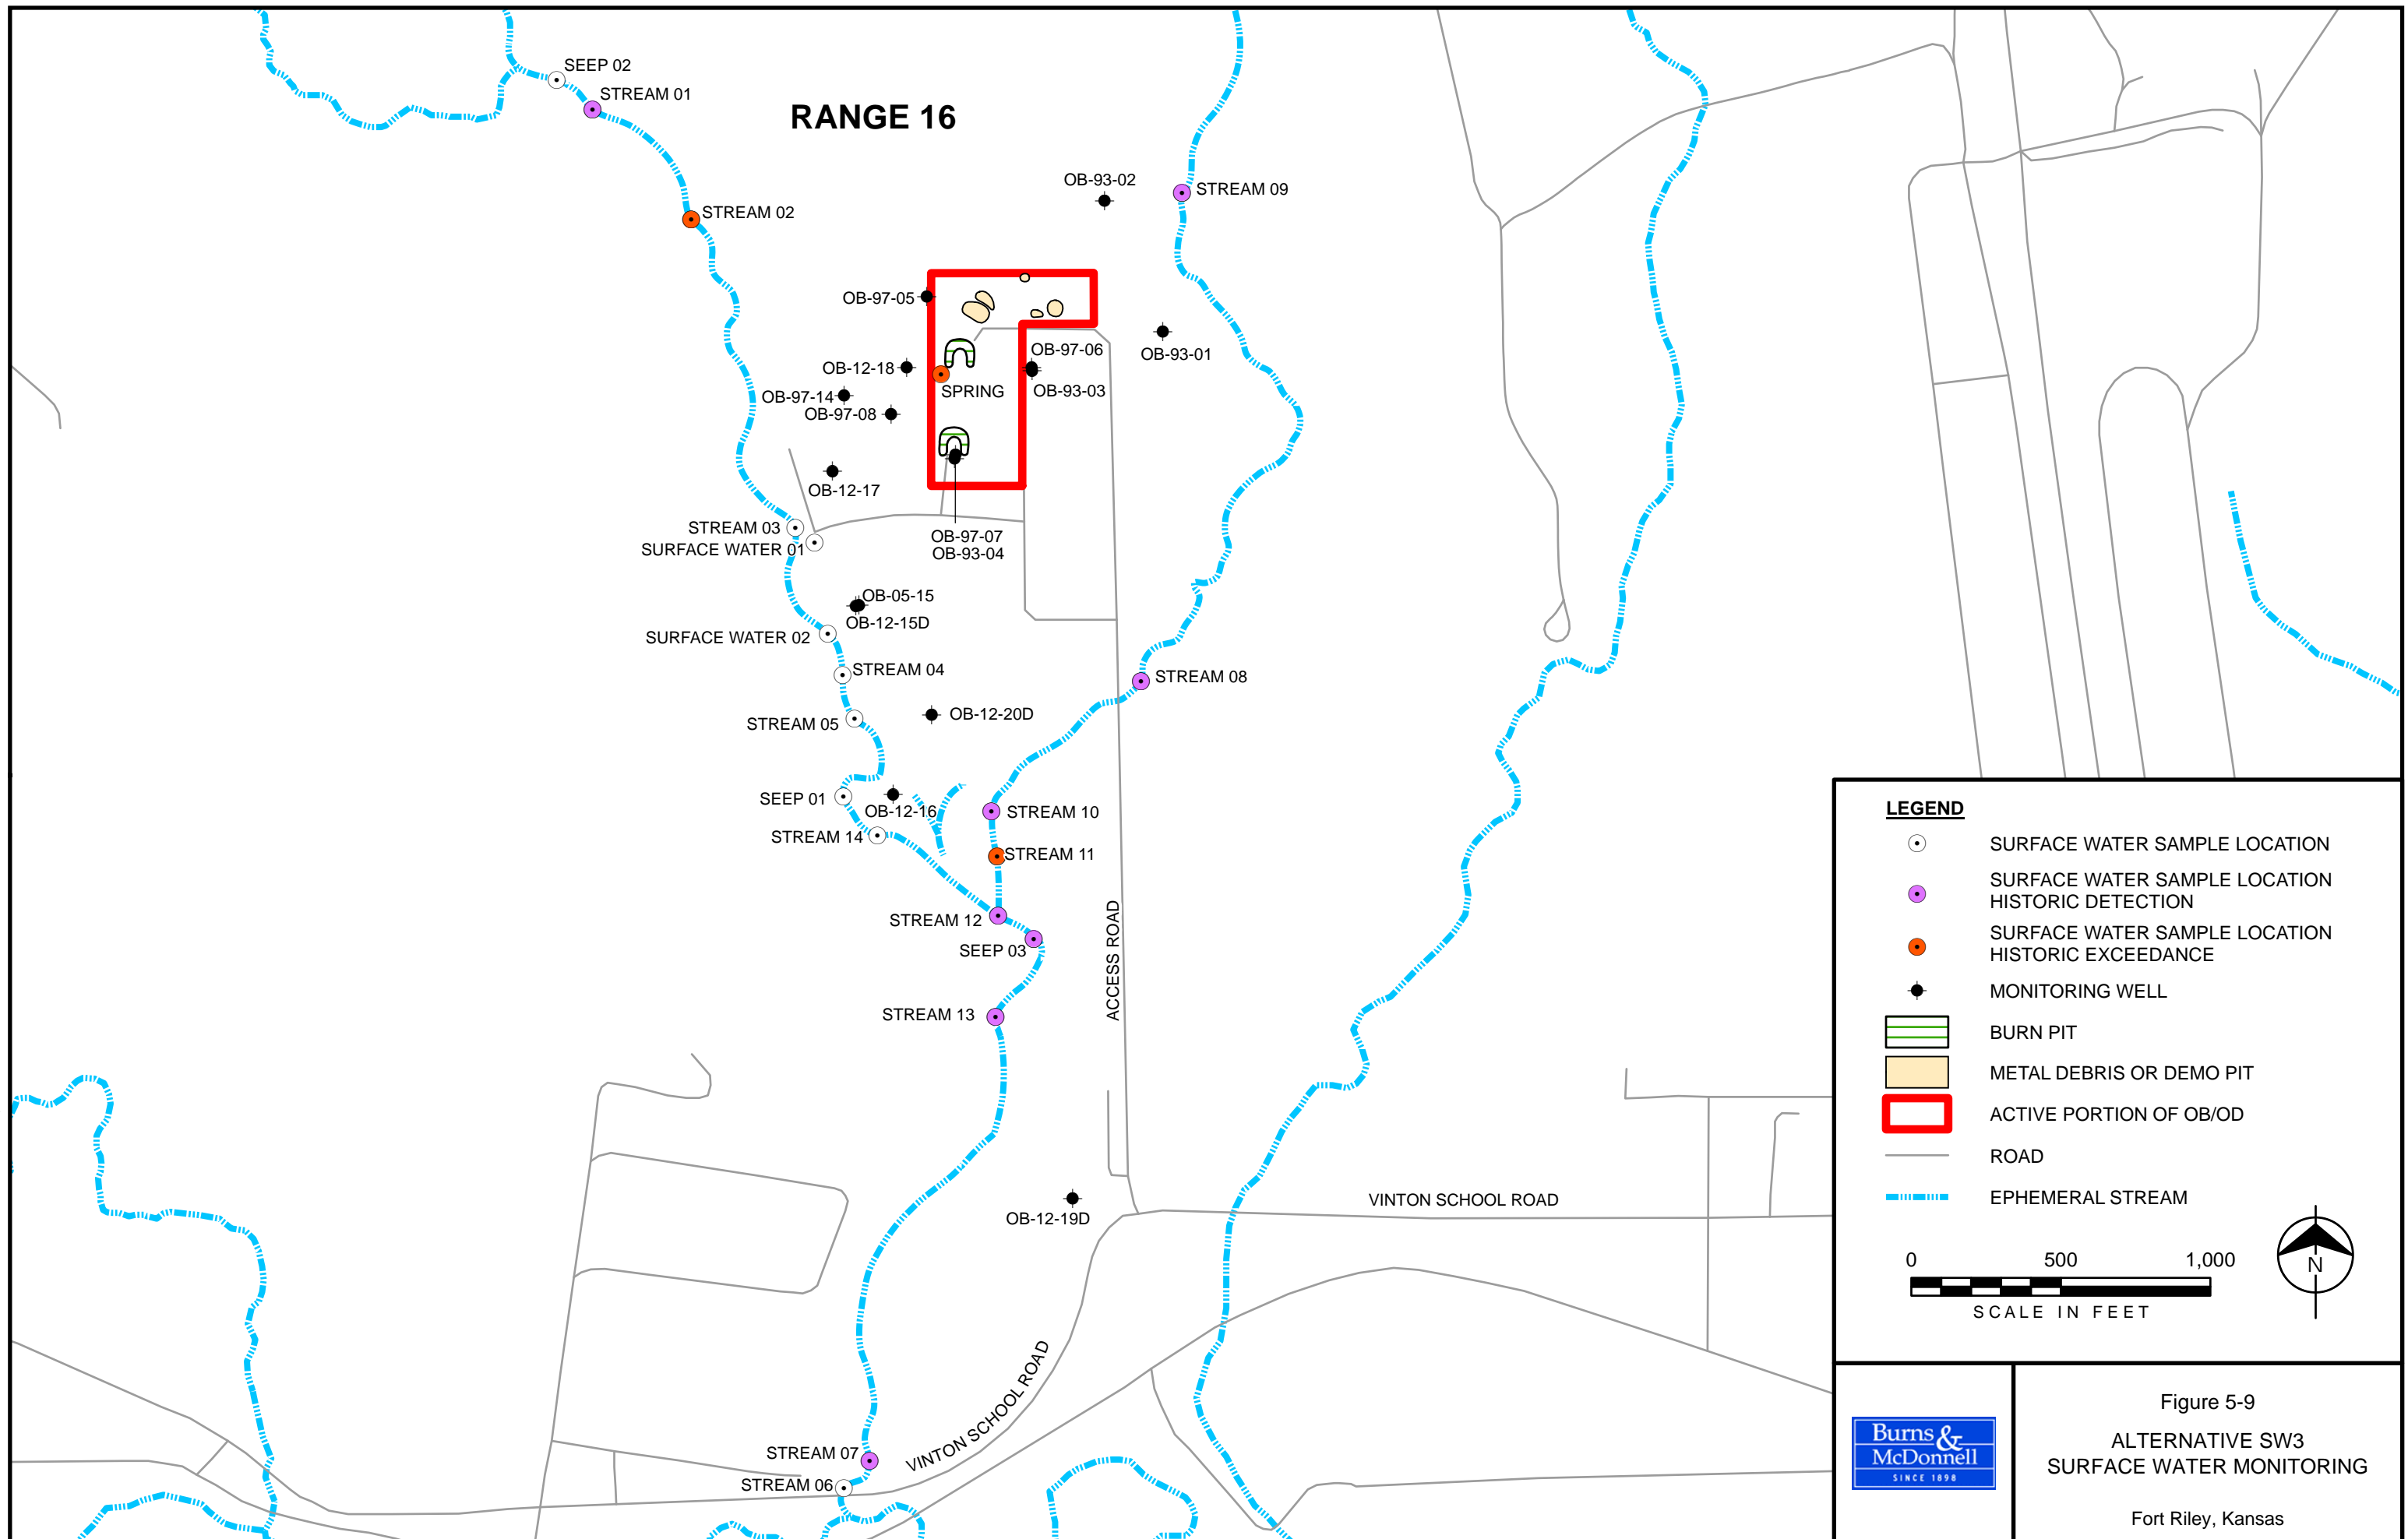 SEEP 02
STREAM 01
RANGE 16
OB-93-02
STREAM 09
STREAM 02
OB-97-05
OB-93-01
OB-97-06
OB-12-18
OB-93-03
SPRING
OB-97-14
OB-97-08
OB-12-17
STREAM 03
SURFACE WATER 01
OB-97-07
OB-93-04
OB-05-15
OB-12-15D
SURFACE WATER 02
STREAM 04
STREAM 08
OB-12-20D
STREAM 05
SEEP 01
OB-12-16
STREAM 10
STREAM 14
STREAM 11
STREAM 12
SEEP 03
ACCESS ROAD
STREAM 13
OB-12-19D
VINTON SCHOOL ROAD
VINTON SCHOOL ROAD
STREAM 07
STREAM 06
LEGEND
SURFACE WATER SAMPLE LOCATION
SURFACE WATER SAMPLE LOCATION
HISTORIC DETECTION
SURFACE WATER SAMPLE LOCATION
HISTORIC EXCEEDANCE
MONITORING WELL
BURN PIT
METAL DEBRIS OR DEMO PIT
ACTIVE PORTION OF OB/OD
ROAD
EPHEMERAL STREAM
0 500 1,000
SCALE IN FEET
N
Burns &
McDonnell
SINCE 1898
Figure 5-9
ALTERNATIVE SW3
SURFACE WATER MONITORING
Fort Riley, Kansas